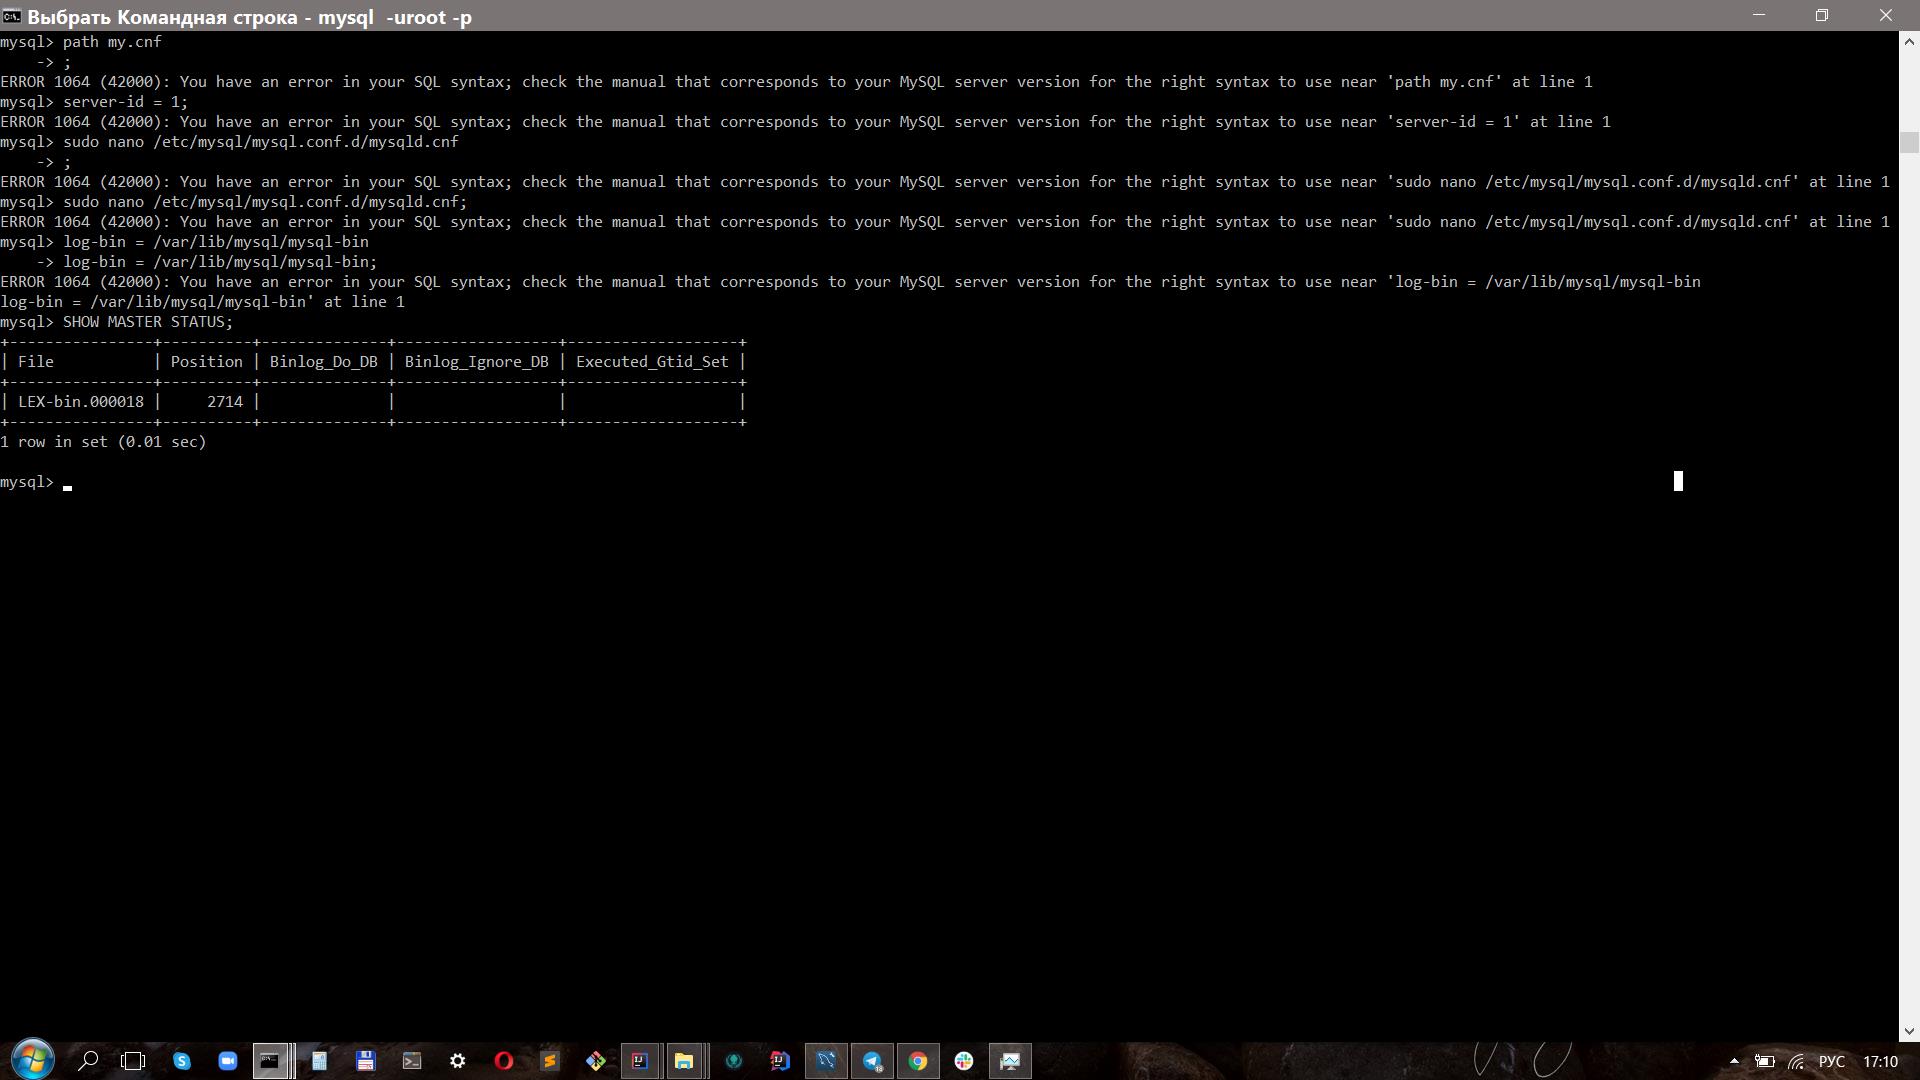 Выбрать Командная строка - mysql  -uroot -p
mysql> path my.cnf
    -> ;
ERROR 1064 (42000): You have an error in your SQL syntax; check the manual that corresponds to your MySQL server version for the right syntax to use near 'path my.cnf' at line 1
mysql> server-id = 1;
ERROR 1064 (42000): You have an error in your SQL syntax; check the manual that corresponds to your MySQL server version for the right syntax to use near 'server-id = 1' at line 1
mysql> sudo nano /etc/mysql/mysql.conf.d/mysqld.cnf
    -> ;
ERROR 1064 (42000): You have an error in your SQL syntax; check the manual that corresponds to your MySQL server version for the right syntax to use near 'sudo nano /etc/mysql/mysql.conf.d/mysqld.cnf' at line 1
mysql> sudo nano /etc/mysql/mysql.conf.d/mysqld.cnf;
ERROR 1064 (42000): You have an error in your SQL syntax; check the manual that corresponds to your MySQL server version for the right syntax to use near 'sudo nano /etc/mysql/mysql.conf.d/mysqld.cnf' at line 1
mysql> log-bin = /var/lib/mysql/mysql-bin
    -> log-bin = /var/lib/mysql/mysql-bin;
ERROR 1064 (42000): You have an error in your SQL syntax; check the manual that corresponds to your MySQL server version for the right syntax to use near 'log-bin = /var/lib/mysql/mysql-bin
log-bin = /var/lib/mysql/mysql-bin' at line 1
mysql> SHOW MASTER STATUS;
+----------------+----------+--------------+------------------+-------------------+
| File           | Position | Binlog_Do_DB | Binlog_Ignore_DB | Executed_Gtid_Set |
+----------------+----------+--------------+------------------+-------------------+
| LEX-bin.000018 |     2714 |              |                  |                   |
+----------------+----------+--------------+------------------+-------------------+
1 row in set (0.01 sec)
mysql>
РУС 17:10